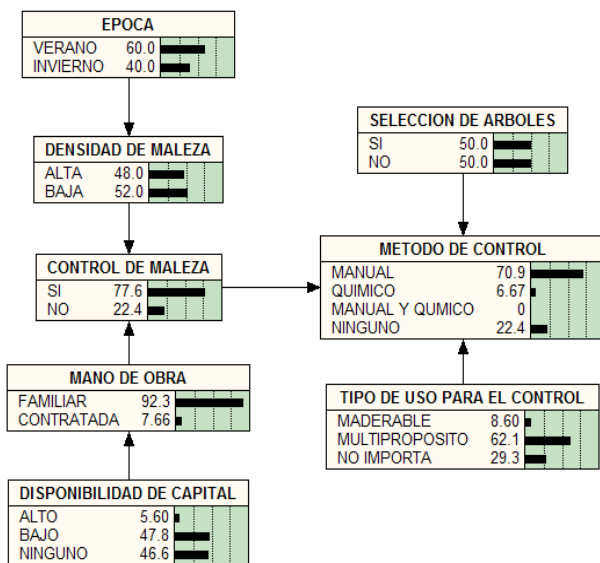 EPOCA
VERANO 60.0
INVIERNO 40.0
SELECCION DE ARBOLES
SI 50.0
NO 50.0
DENSIDAD DE MALEZA
ALTA 48.0
BAJA 52.0
METODO DE CONTROL
MANUAL 70.9
QUIMICO 6.67
MANUAL Y QUMICO 0
NINGUNO 22.4
CONTROL DE MALEZA
SI 77.6
NO 22.4
MANO DE OBRA
FAMILIAR 92.3
CONTRATADA 7.66
TIPO DE USO PARA EL CONTROL
MADERABLE 8.60
MULTIPROPOSITO 62.1
NO IMPORTA 29.3
DISPONIBILIDAD DE CAPITAL
ALTO 5.60
BAJO 47.8
NINGUNO 46.6